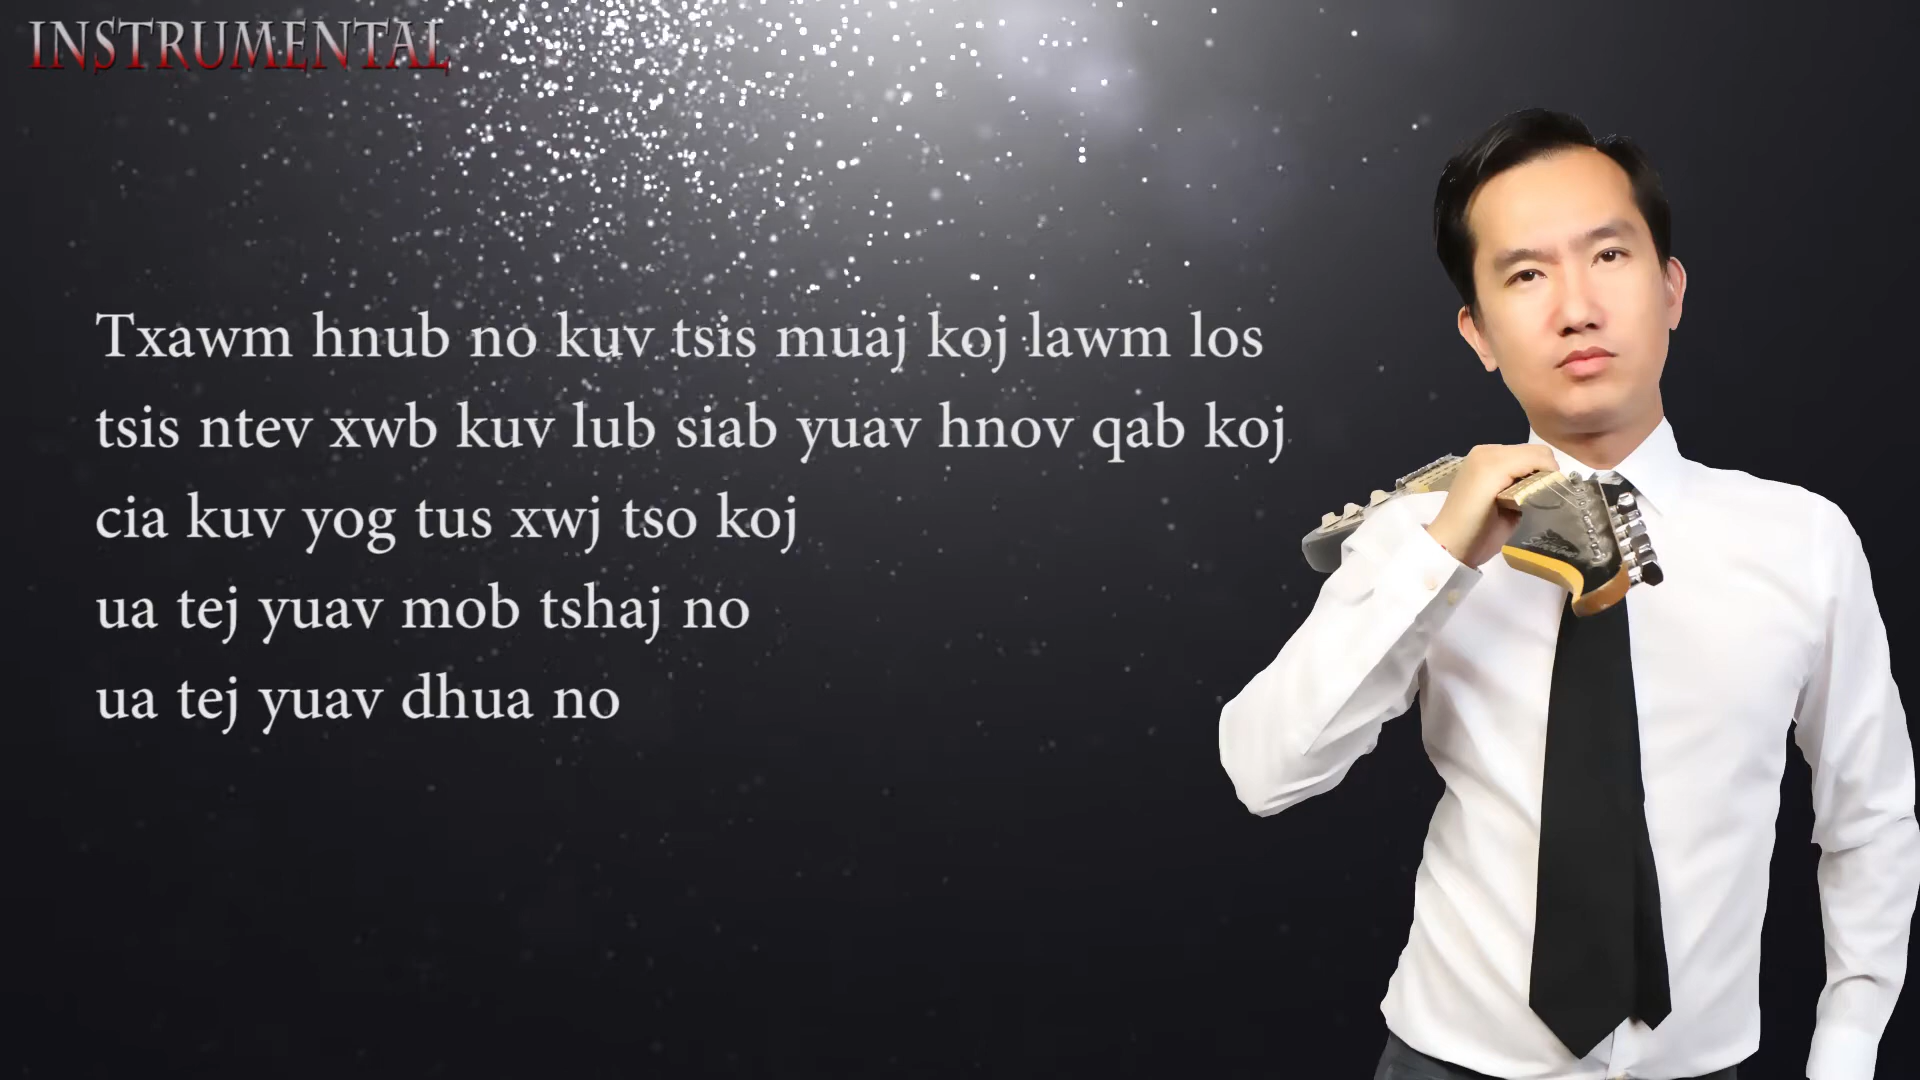 INSTRUMENTAL
Txawm hnub no kuv tsis muaj koj lawm los
tsis ntev xwb kuv lub siab yuav hnov qab koj
cia kuv yog tus xwj tso koj
ua tej yuav mob tshaj no
ua tej yuav dhua no